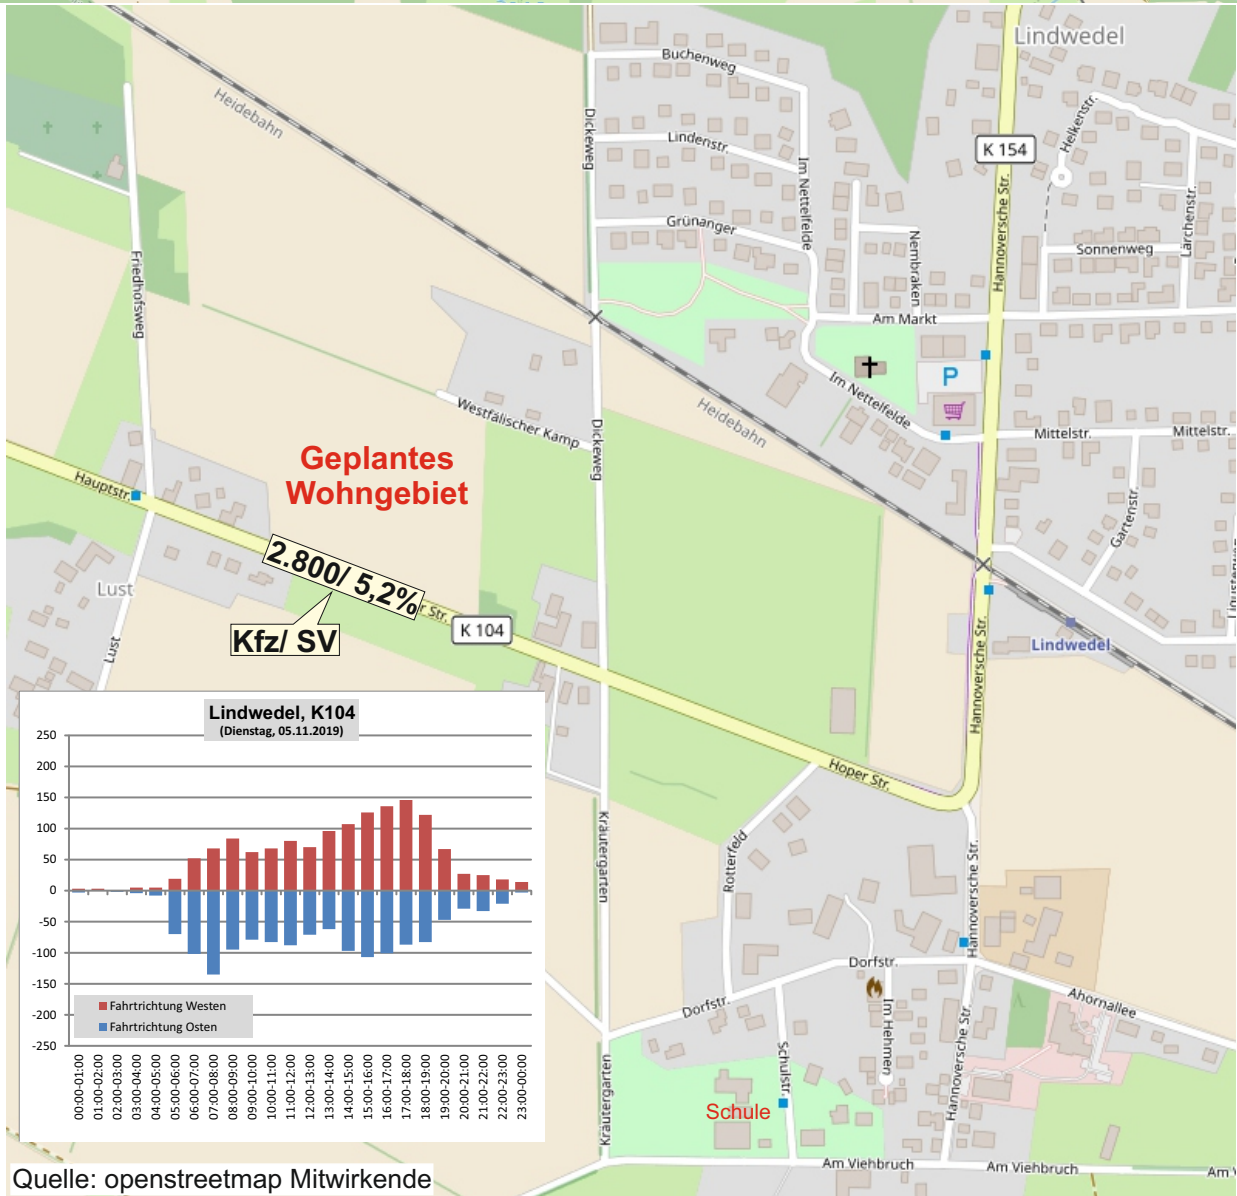 Lindwedel
Buchenweg
Heidebahn
Dickeweg
Lindenstr.
Im Nettelfelde
K 154
Helkenstr.
Hannoversche Str.
Lärchenstr.
Grünanger
Nembraken
Sonnenweg
Friedhofsweg
Am Markt
P
Im Nettelfelde
Westfälischer Kamp
Dickeweg
Heidebahn
Mittelstr.
Mittelstr.
Geplantes
Wohngebiet
Hauptstr.
Gartenstr.
2.800/ 5,2%
r Str.
Kfz/ SV
K 104
Lust
Lust
Lindwedel
Hannoversche Str.
Hoper Str.
Lindwedel, K104
(Dienstag, 05.11.2019)
250
200
150
100
50
0
-50
-100
-150
-200
-250
Fahrtrichtung Westen
Fahrtrichtung Osten
00:00-01:00
01:00-02:00
02:00-03:00
03:00-04:00
04:00-05:00
05:00-06:00
06:00-07:00
07:00-08:00
08:00-09:00
09:00-10:00
10:00-11:00
11:00-12:00
12:00-13:00
13:00-14:00
14:00-15:00
15:00-16:00
16:00-17:00
17:00-18:00
18:00-19:00
19:00-20:00
20:00-21:00
21:00-22:00
22:00-23:00
23:00-00:00
Kräutergarten
Rotterfeld
Hannoversche Str.
Dorfstr.
Dorfstr.
Ahornallee
Im Hehmen
Schulstr.
Hannoversche Str.
Kräutergarten
Schule
Am Viehbruch
Am Viehbruch
Am V
Quelle: openstreetmap Mitwirkende